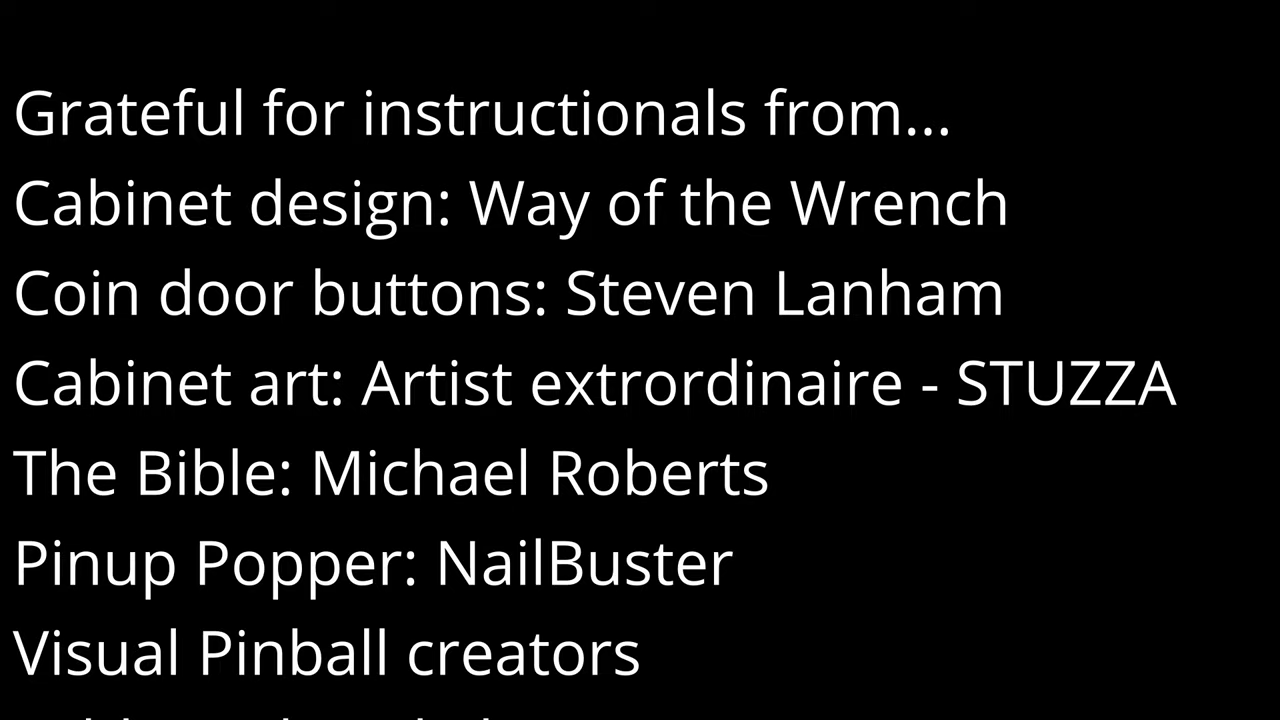 Grateful for instructionals from...
Cabinet design: Way of the Wrench
Coin door buttons: Steven Lanham
Cabinet art: Artist extrordinaire - STUZZA
The Bible: Michael Roberts
Pinup Popper: NailBuster
Visual Pinball creators